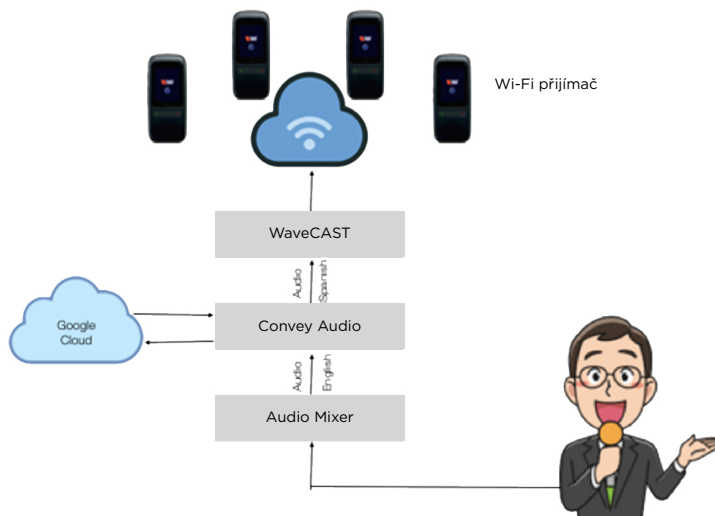 Wi-Fi přijímač
WaveCAST
Audio
Spanish
Google
Cloud
Convey Audio
Audio
English
Audio Mixer